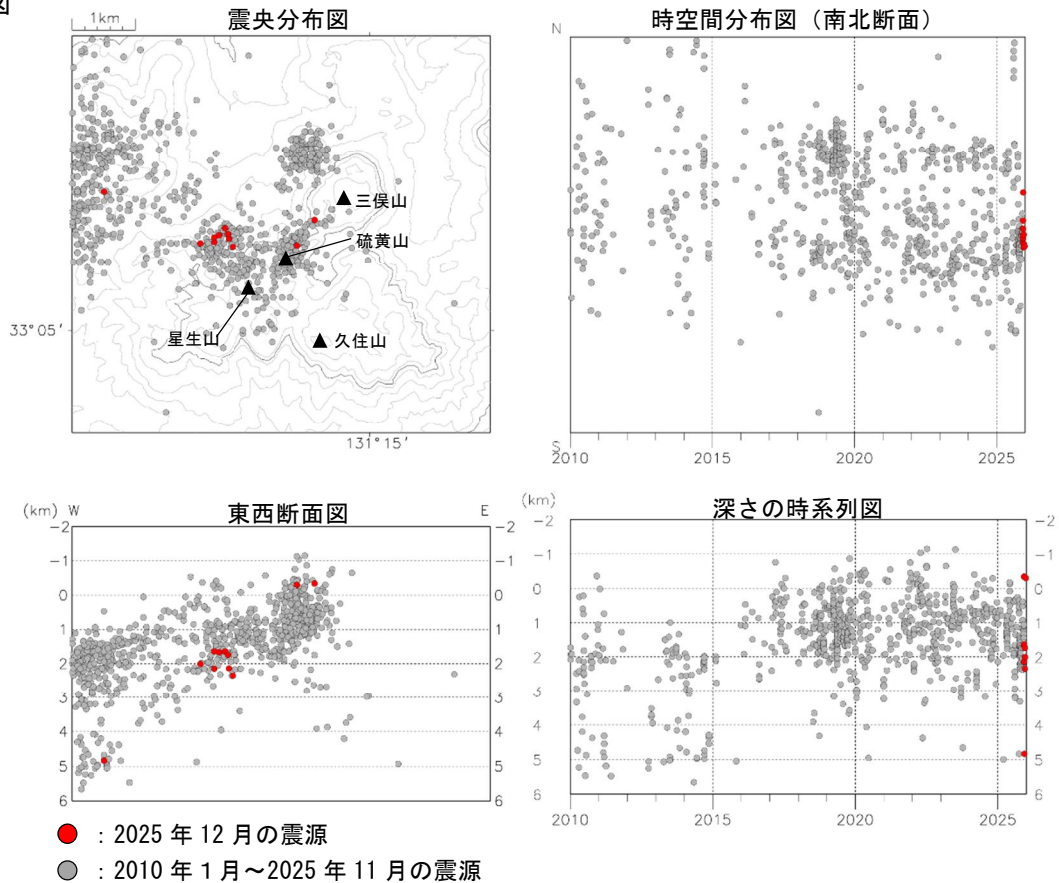 図
1km
震央分布図
三俣山
硫黄山
星生山
久住山
33°05′
131°15′
時空間分布図（南北断面）
N
S
2010 2015 2020 2025
東西断面図
(km) W E
-2 -2
-1 -1
0 0
1 1
2 2
3 3
4 4
5 5
6 6
深さの時系列図
(km)
-2 -2
-1 -1
0 0
1 1
2 2
3 3
4 4
5 5
6 6
2010 2015 2020 2025
：2025 年 12 月の震源
：2010 年 1 月～2025 年 11 月の震源